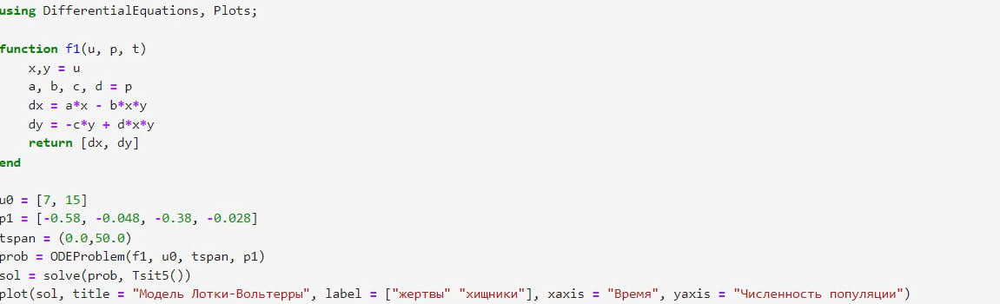 using DifferentialEquations, Plots;
function f1(u, p, t)
    x,y = u
    a, b, c, d = p
    dx = a*x - b*x*y
    dy = -c*y + d*x*y
    return [dx, dy]
end
u0 = [7, 15]
p1 = [-0.58, -0.048, -0.38, -0.028]
tspan = (0.0,50.0)
prob = ODEProblem(f1, u0, tspan, p1)
sol = solve(prob, Tsit5())
plot(sol, title = "Модель Лотки-Вольтерры", label = ["жертвы" "хищники"], xaxis = "Время", yaxis = "Численность популяции")